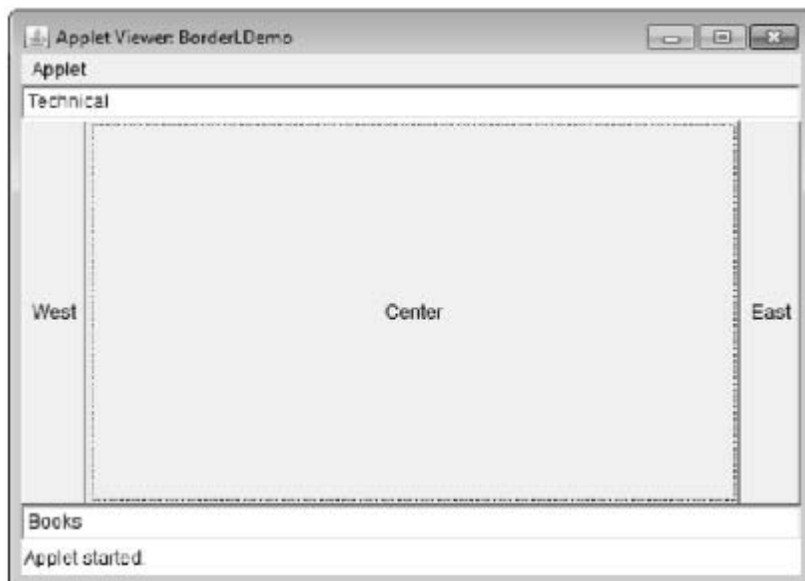 Applet Viewer: BorderLDemo
Applet
Technical
West Center East
Books
Applet started.